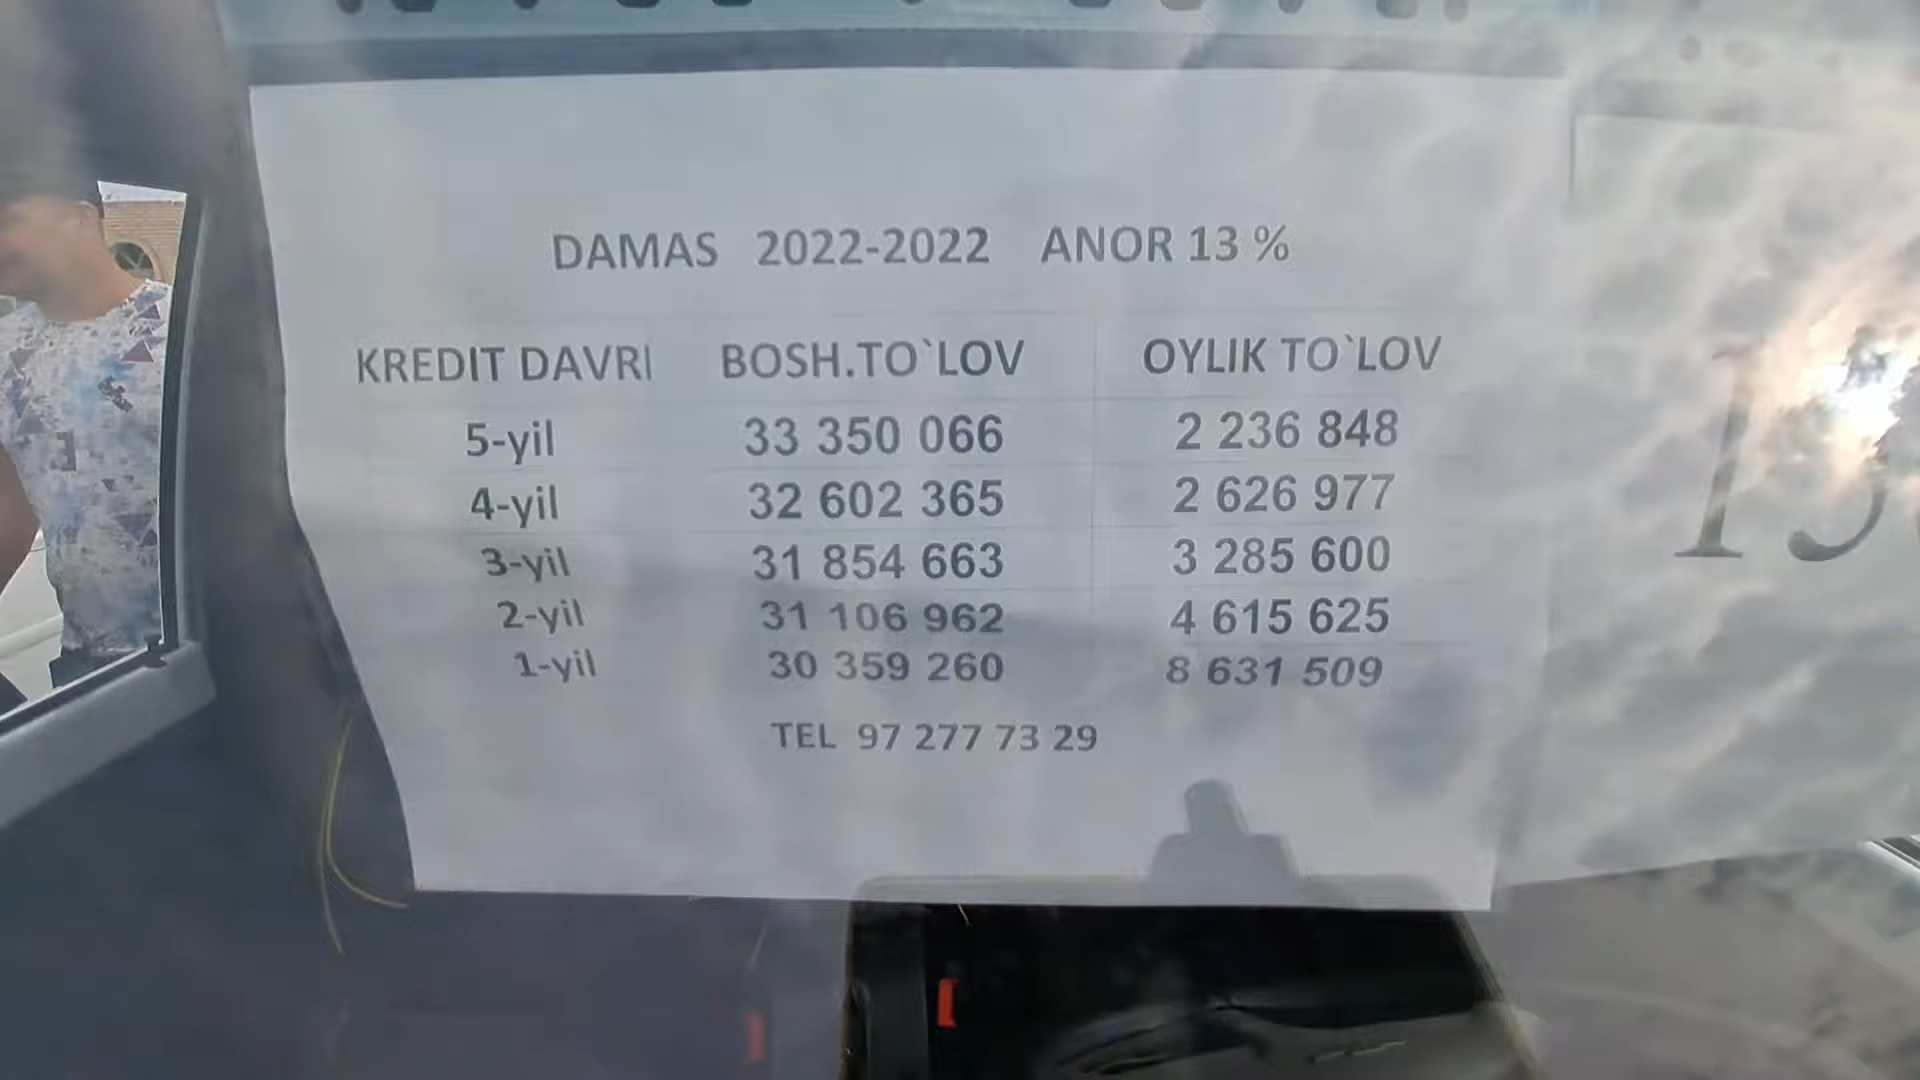 DAMAS 2022-2022 ANOR 13 %
KREDIT DAVRI BOSH.TO`LOV OYLIK TO`LOV
5-yil 33 350 066 2 236 848
4-yil 32 602 365 2 626 977
3-yil 31 854 663 3 285 600
2-yil 31 106 962 4 615 625
1-yil 30 359 260 8 631 509
TEL 97 277 73 29